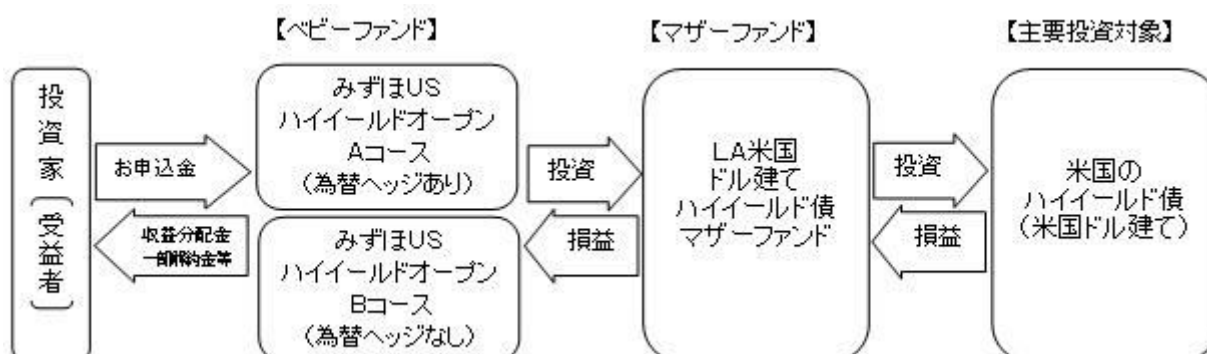 【ベビーファンド】
【マザーファンド】
【主要投資対象】
投資家(受益者)
お申込金
収益分配金
一部解約金等
みずほUS
ハイイールドオープン
Aコース
(為替ヘッジあり)
みずほUS
ハイイールドオープン
Bコース
(為替ヘッジなし)
投資
損益
LA米国
ドル建て
ハイイールド債
マザーファンド
投資
損益
米国の
ハイイールド債
(米国ドル建て)